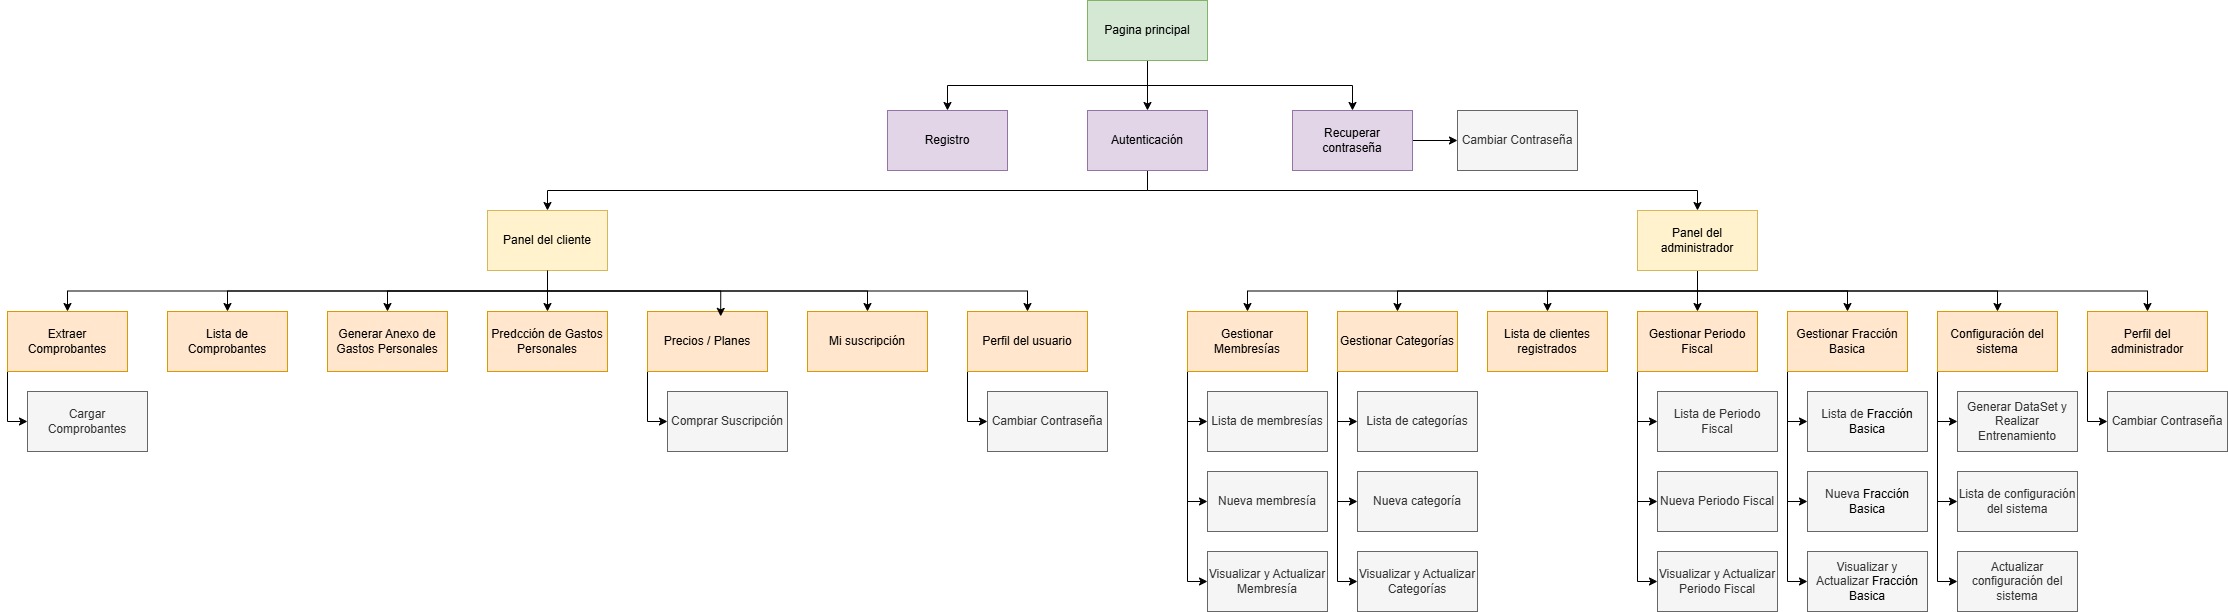 Pagina principal
Registro
Autenticación
Recuperar
contraseña
Cambiar Contraseña
Panel del cliente
Panel del
administrador
Extraer
Comprobantes
Lista de
Comprobantes
Generar Anexo de
Gastos Personales
Predcción de Gastos
Personales
Precios / Planes
Mi suscripción
Perfil del usuario
Gestionar
Membresías
Gestionar Categorías
Lista de clientes
registrados
Gestionar Periodo
Fiscal
Gestionar Fracción
Basica
Configuración del
sistema
Perfil del
administrador
Cargar
Comprobantes
Comprar Suscripción
Cambiar Contraseña
Lista de membresías
Lista de categorías
Lista de Periodo
Fiscal
Lista de Fracción
Basica
Generar DataSet y
Realizar
Entrenamiento
Cambiar Contraseña
Nueva membresía
Nueva categoría
Nueva Periodo Fiscal
Nueva Fracción
Basica
Lista de configuración
del sistema
Visualizar y Actualizar
Membresía
Visualizar y Actualizar
Categorías
Visualizar y Actualizar
Periodo Fiscal
Visualizar y
Actualizar Fracción
Basica
Actualizar
configuración del
sistema